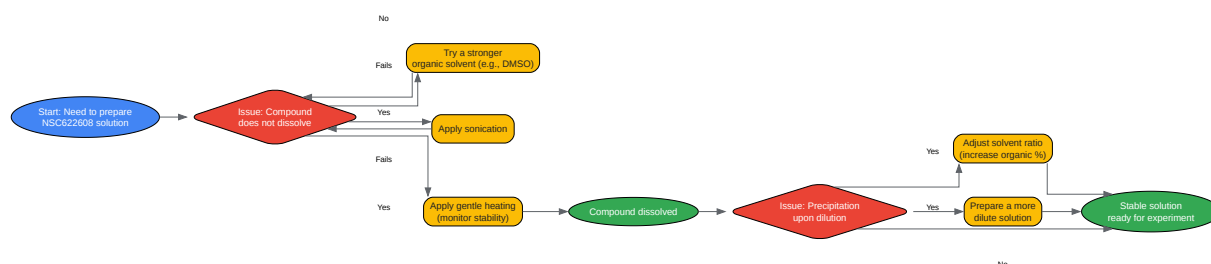 No
Try a stronger
organic solvent (e.g., DMSO)
Fails
Start: Need to prepare
NSC622608 solution
Issue: Compound
does not dissolve
Yes
Apply sonication
Fails
Yes
Apply gentle heating
(monitor stability)
Compound dissolved
Issue: Precipitation
upon dilution
Yes
Adjust solvent ratio
(increase organic %)
Yes
Prepare a more
dilute solution
Stable solution
ready for experiment
No